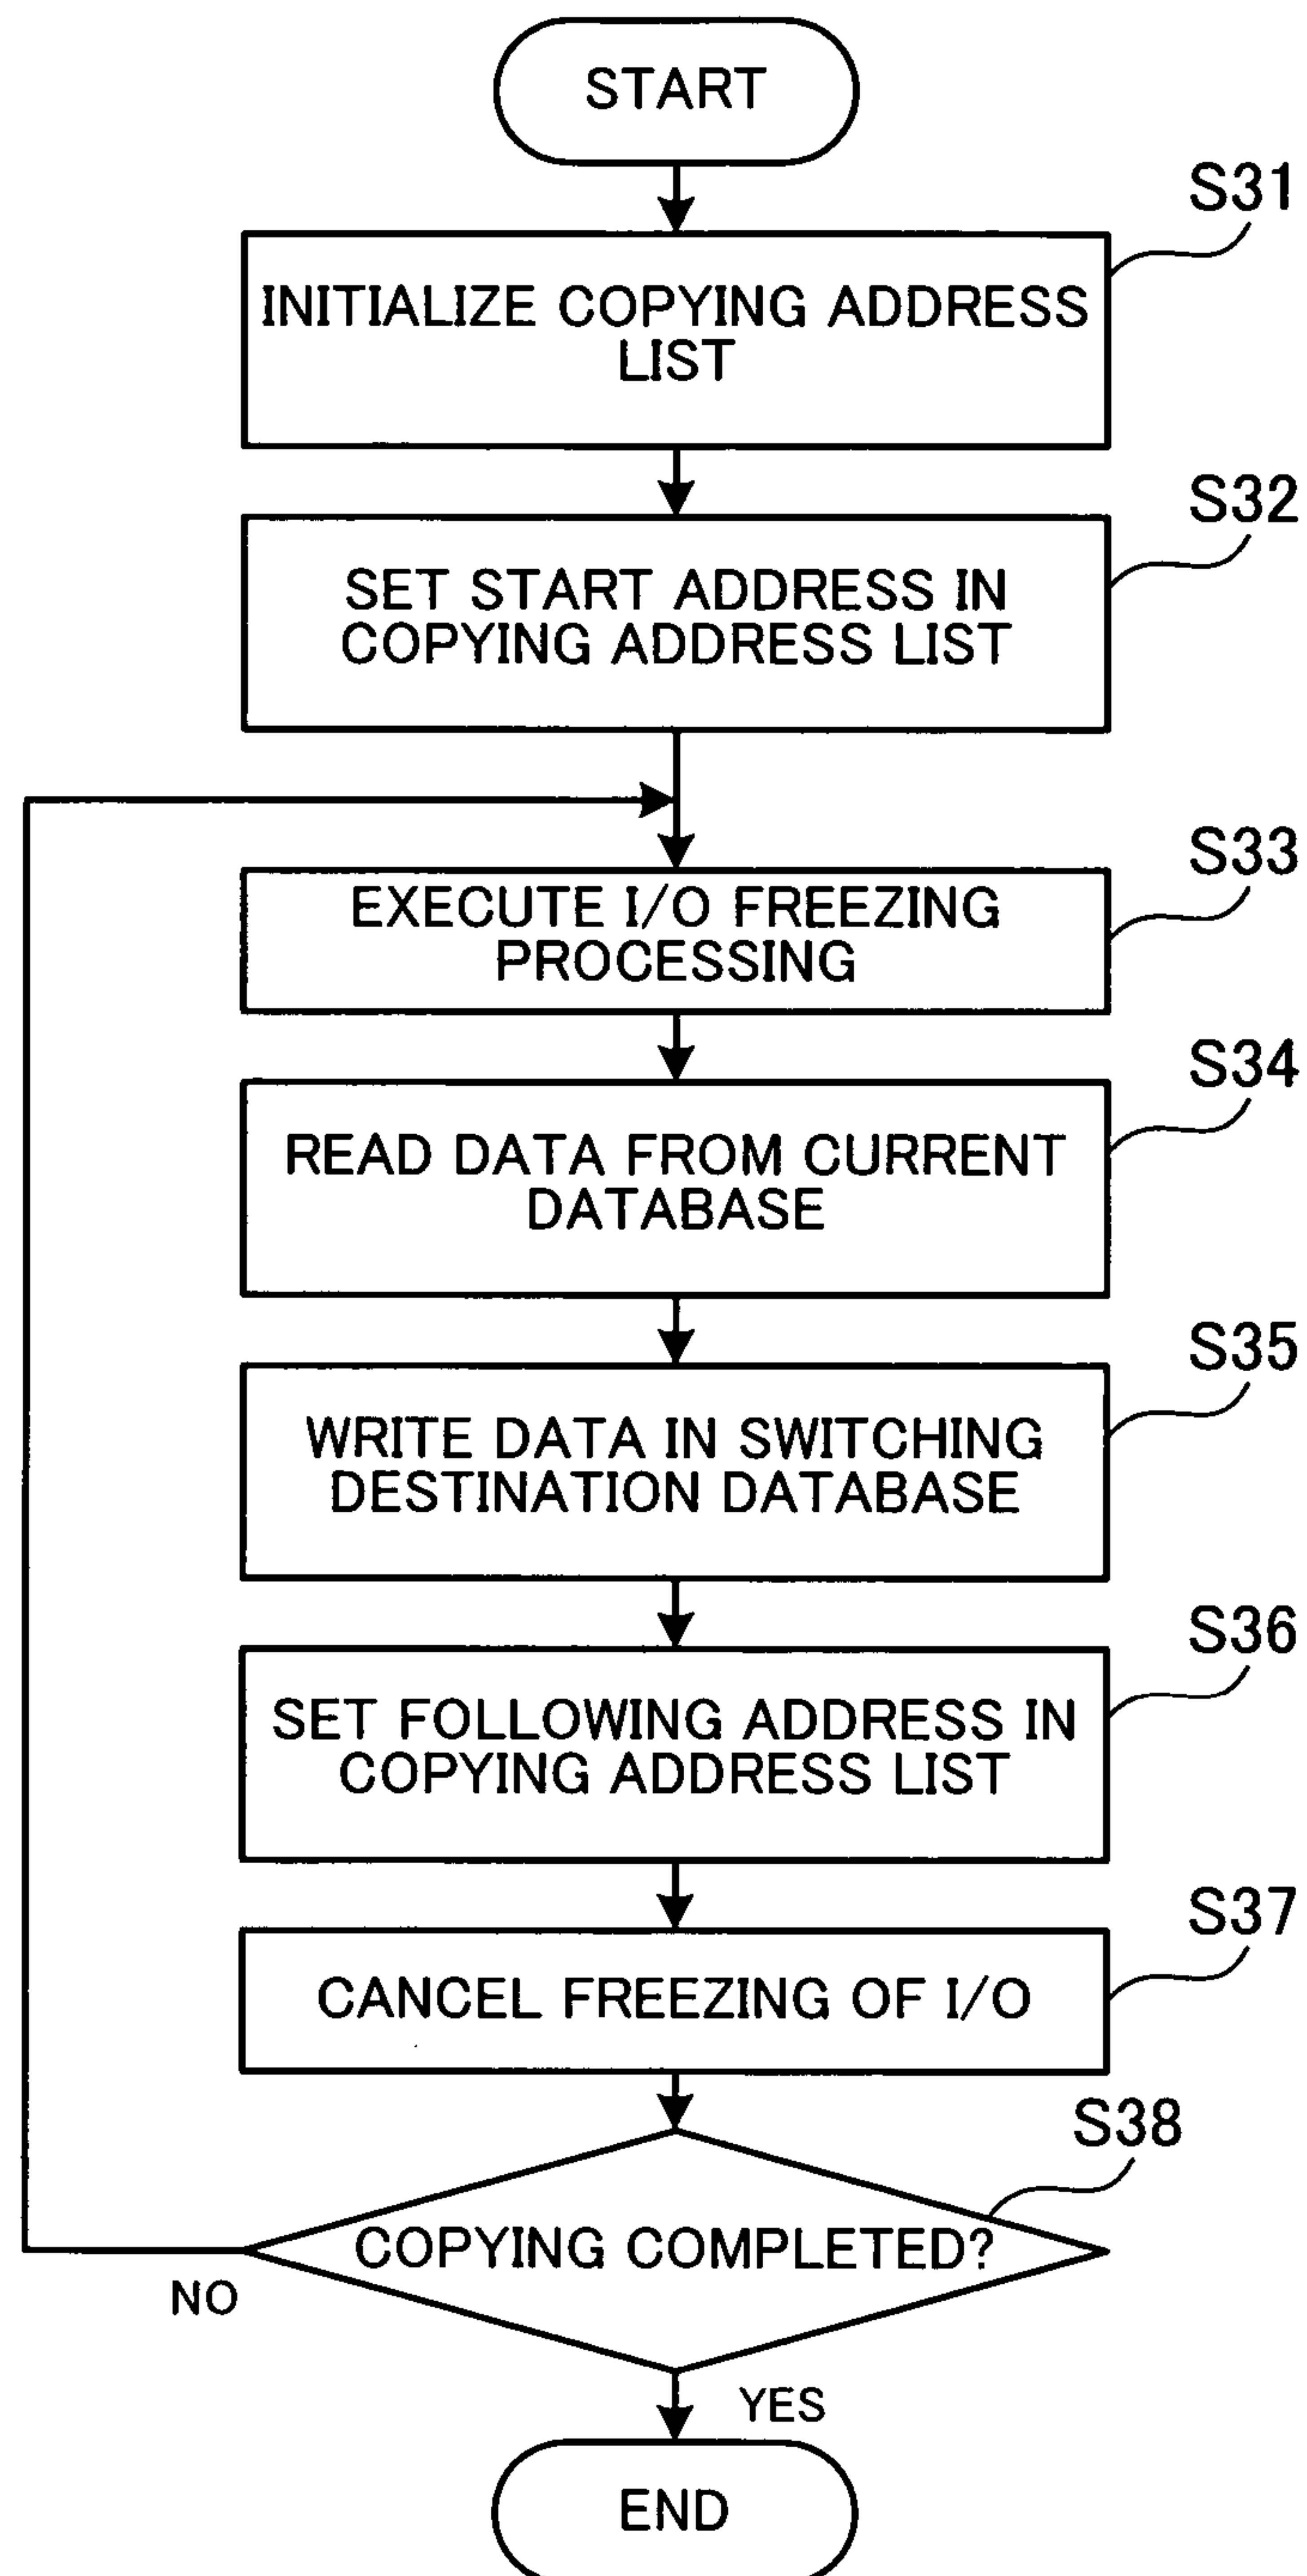 START
S31
INITIALIZE COPYING ADDRESS
LIST
S32
SET START ADDRESS IN
COPYING ADDRESS LIST
S33
EXECUTE I/O FREEZING
PROCESSING
S34
READ DATA FROM CURRENT
DATABASE
S35
WRITE DATA IN SWITCHING
DESTINATION DATABASE
S36
SET FOLLOWING ADDRESS IN
COPYING ADDRESS LIST
S37
CANCEL FREEZING OF I/O
S38
COPYING COMPLETED?
NO
YES
END